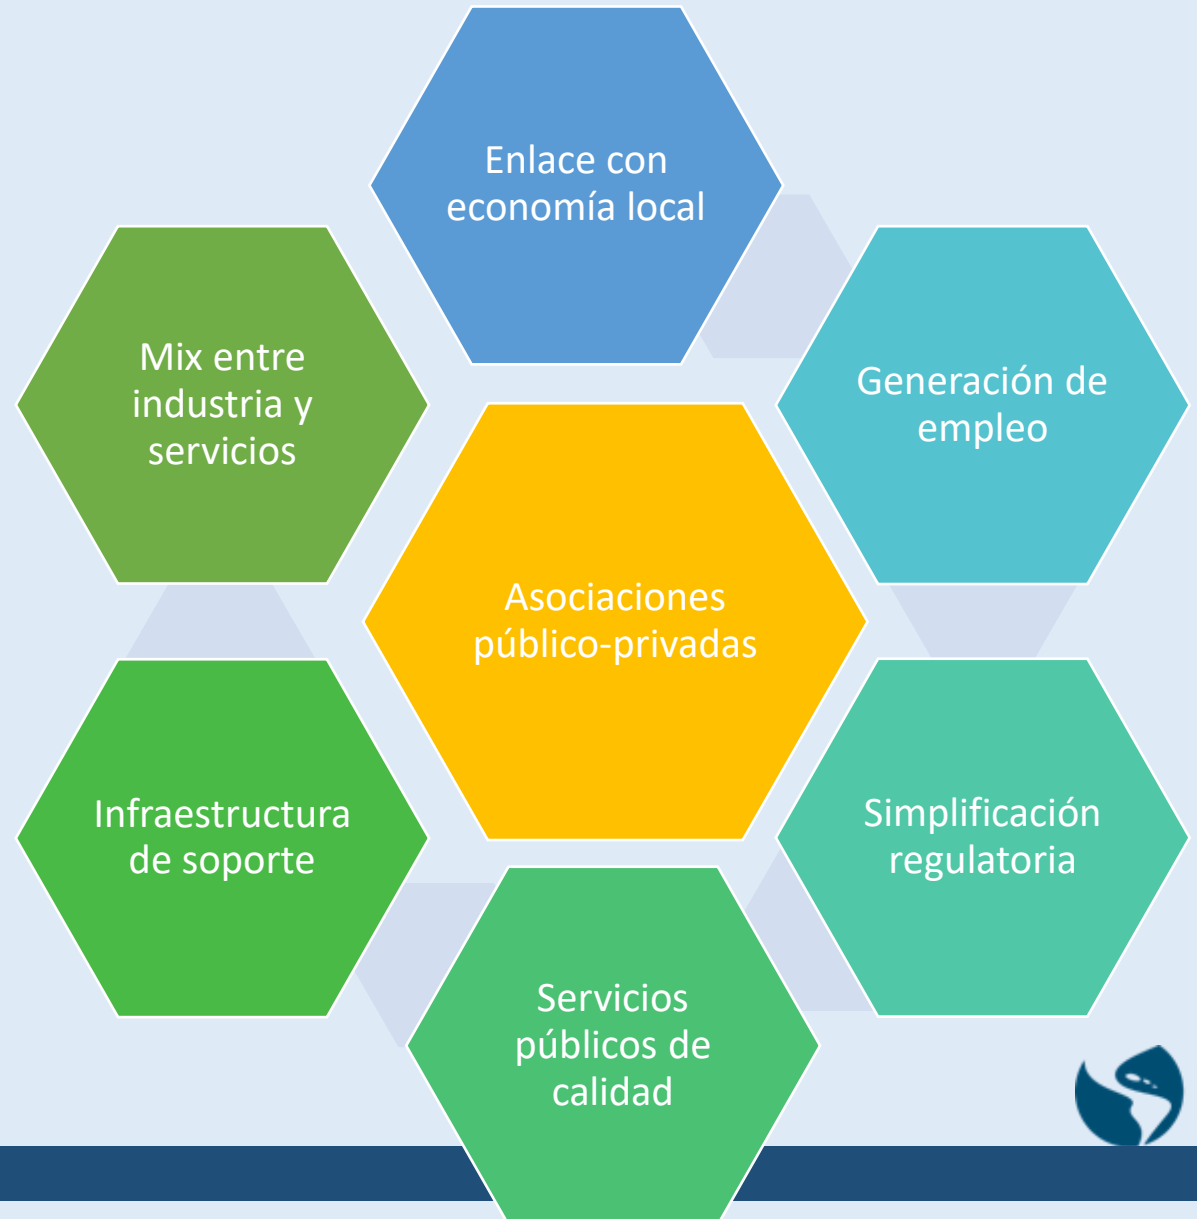 Enlace con
economía local
Generación de
empleo
Simplificación
regulatoria
Servicios
públicos de
calidad
Infraestructura
de soporte
Mix entre
industria y
servicios
Asociaciones
público-privadas